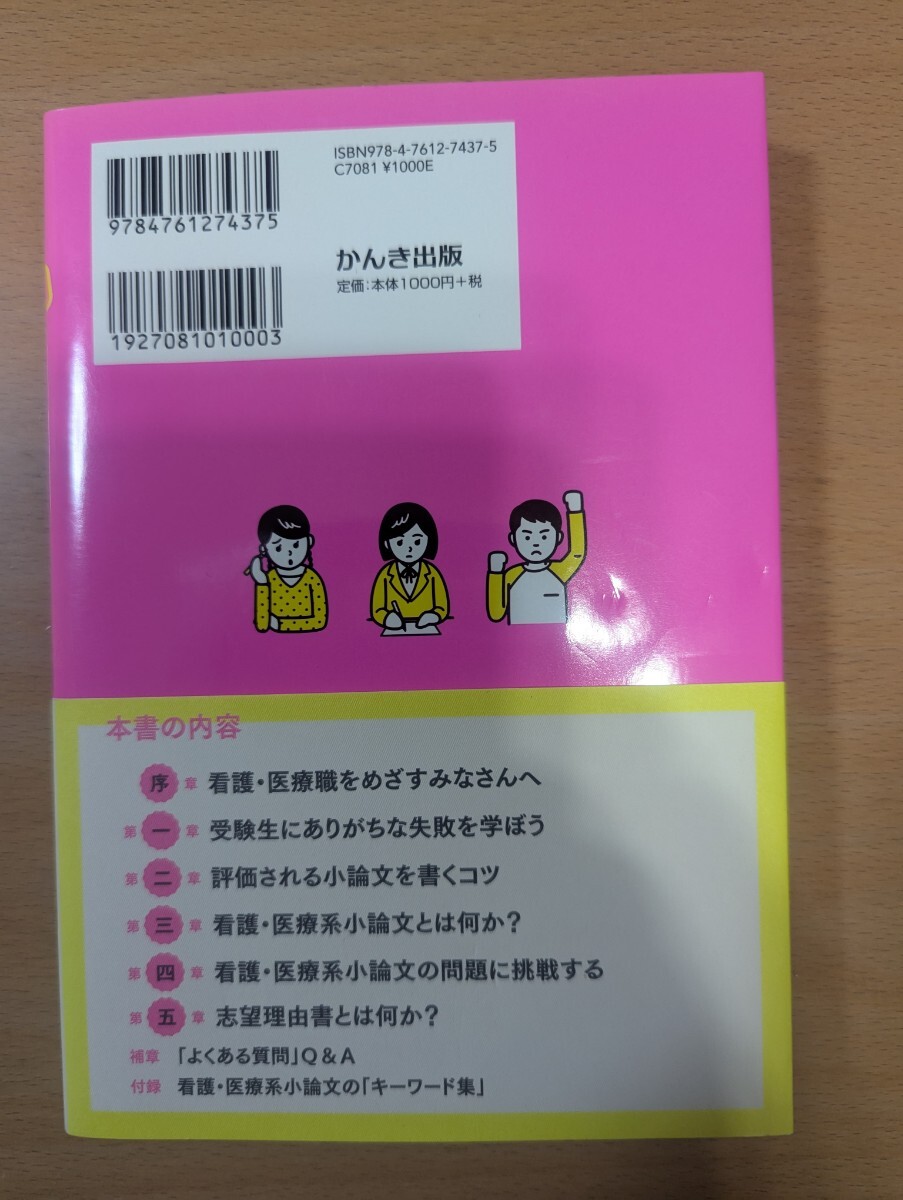 ISBN978-4-7612-7437-5
C7081 ¥1000E
9784761274375
かんき出版
定価:本体1000円+税
1927081010003
本書の内容
序章 看護・医療職をめざすみなさんへ
第一章 受験生にありがちな失敗を学ぼう
第二章 評価される小論文を書くコツ
第三章 看護・医療系小論文とは何か?
第四章 看護・医療系小論文の問題に挑戦する
第五章 志望理由書とは何か?
補章 「よくある質問」Q&A
付録 看護・医療系小論文の「キーワード集」